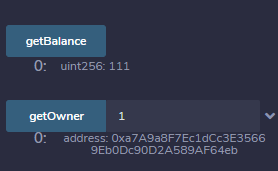 getBalance
0: uint256: 111
getOwner 1
0: address: 0xa7A9a8F7Ec1dCc3E3566
9Eb0Dc90D2A589AF64eb